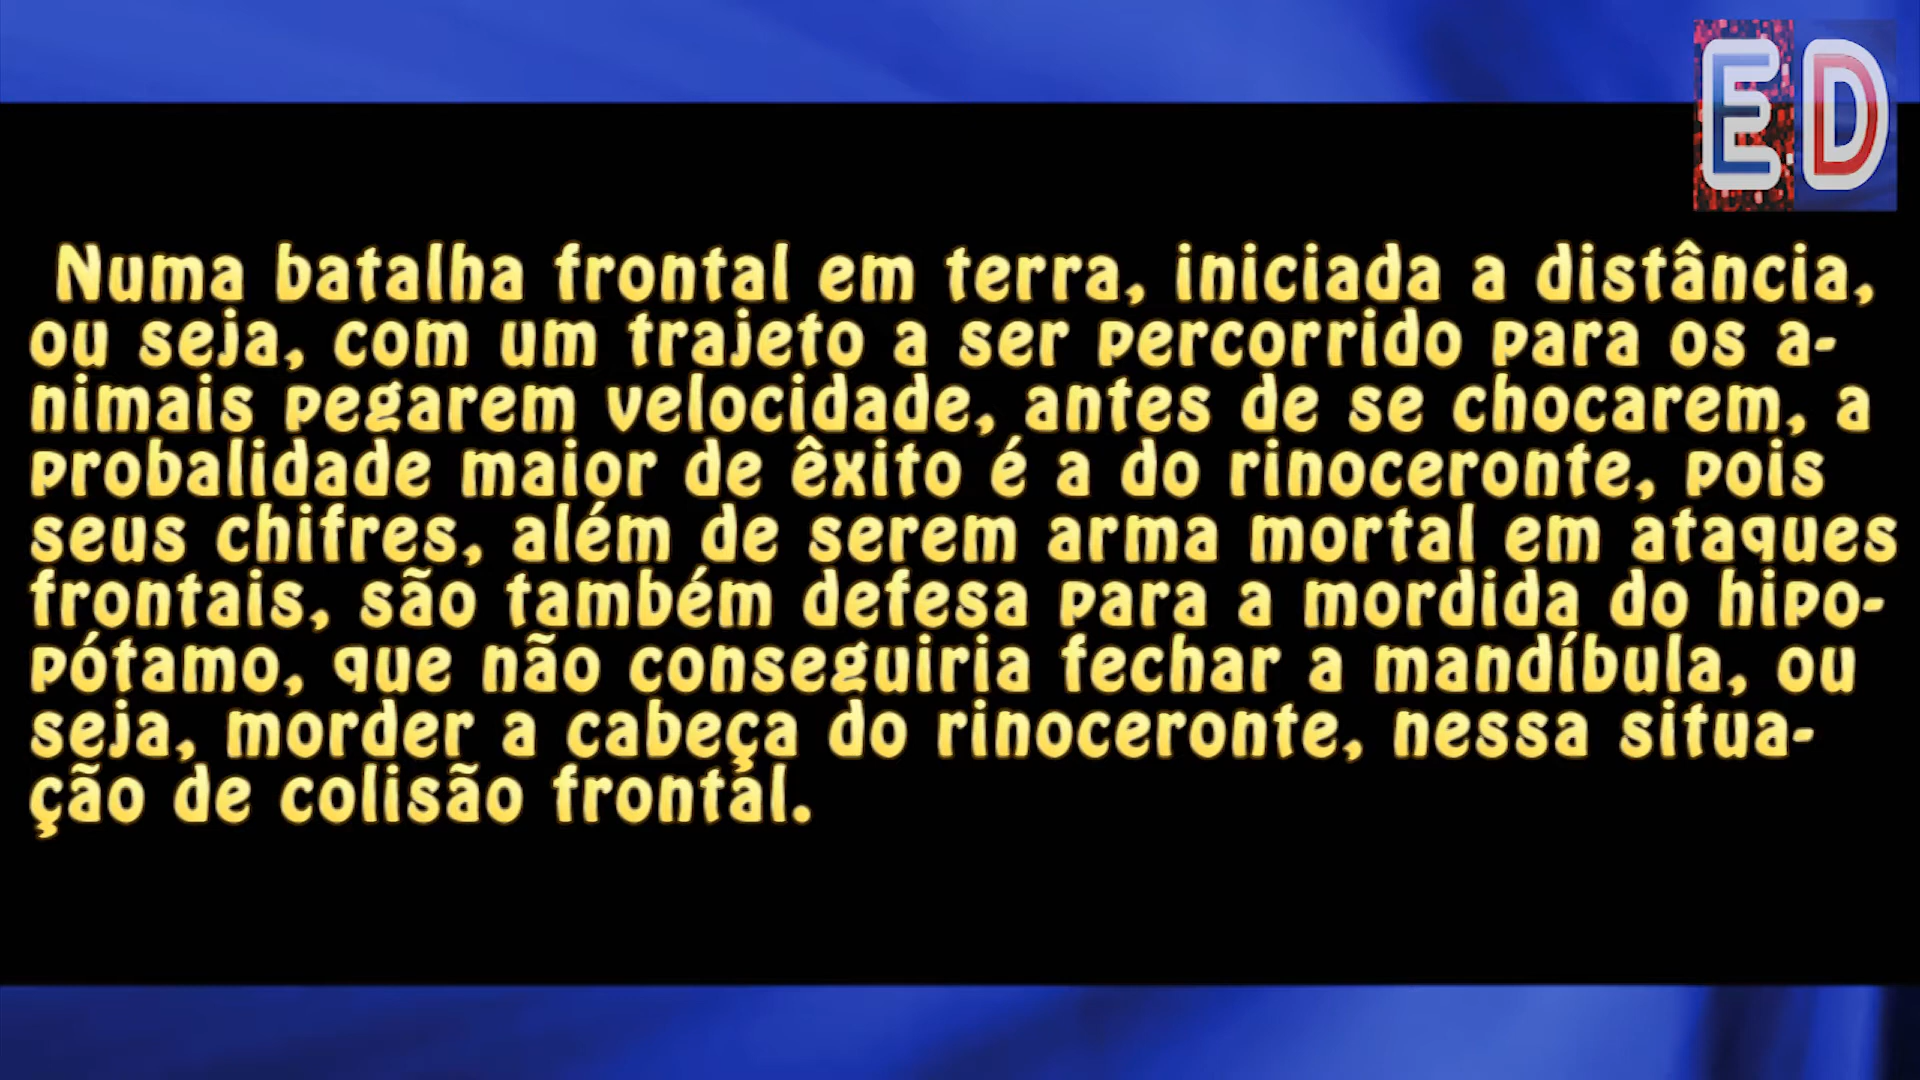 ED
Numa batalha frontal em terra, iniciada a distância,
ou seja, com um trajeto a ser percorrido para os a-
nimais pegarem velocidade, antes de se chocarem, a
probalidade maior de êxito é a do rinoceronte, pois
seus chifres, além de serem arma mortal em ataques
frontais, são também defesa para a mordida do hipo-
pótamo, que não conseguiria fechar a mandíbula, ou
seja, morder a cabeça do rinoceronte, nessa situa-
ção de colisão frontal.